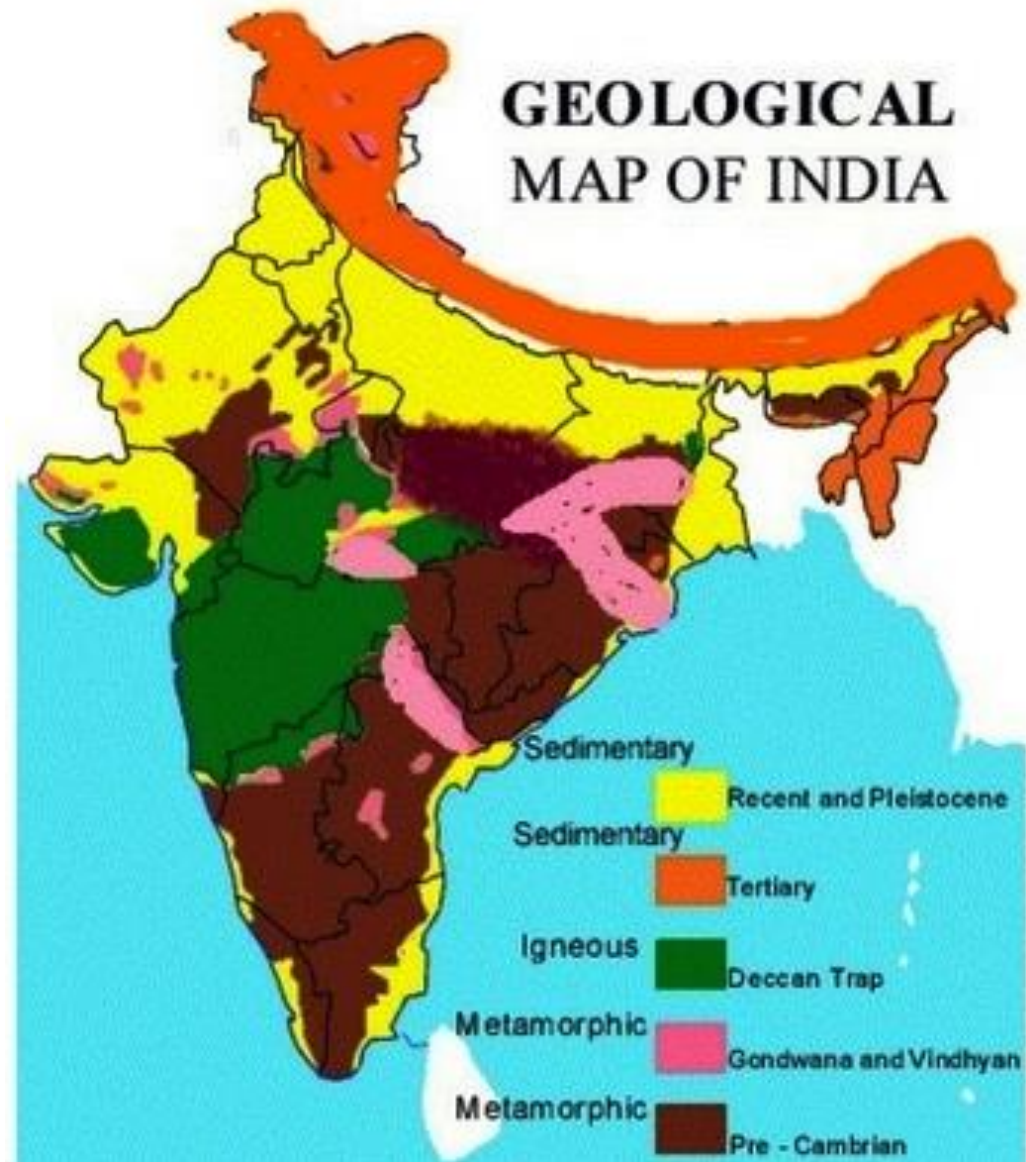 GEOLOGICAL
MAP OF INDIA
Sedimentary
Recent and Pleistocene
Sedimentary
Tertiary
Igneous
Deccan Trap
Metamorphic
Gondwana and Vindhyan
Metamorphic
Pre - Cambrian